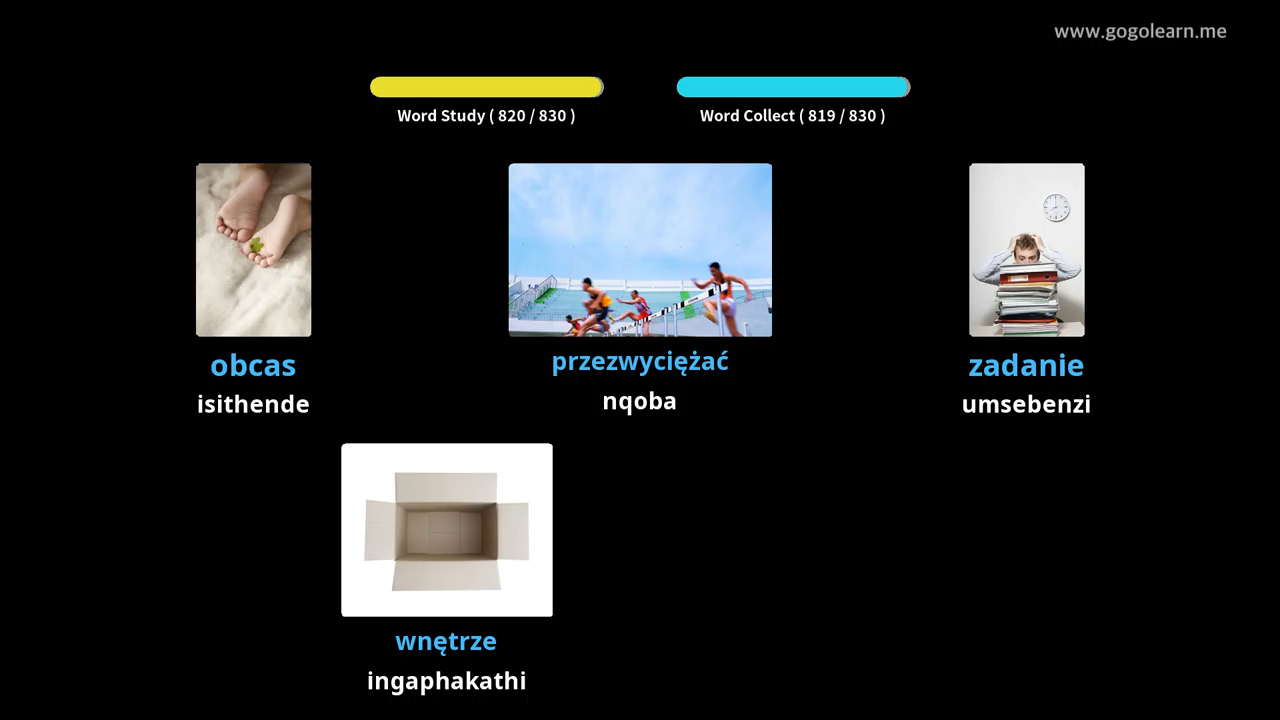 www.gogolearn.me
Word Study ( 820 / 830 )
Word Collect ( 819 / 830 )
obcas
isithende
przezwyciężać
nqoba
zadanie
umsebenzi
wnętrze
ingaphakathi